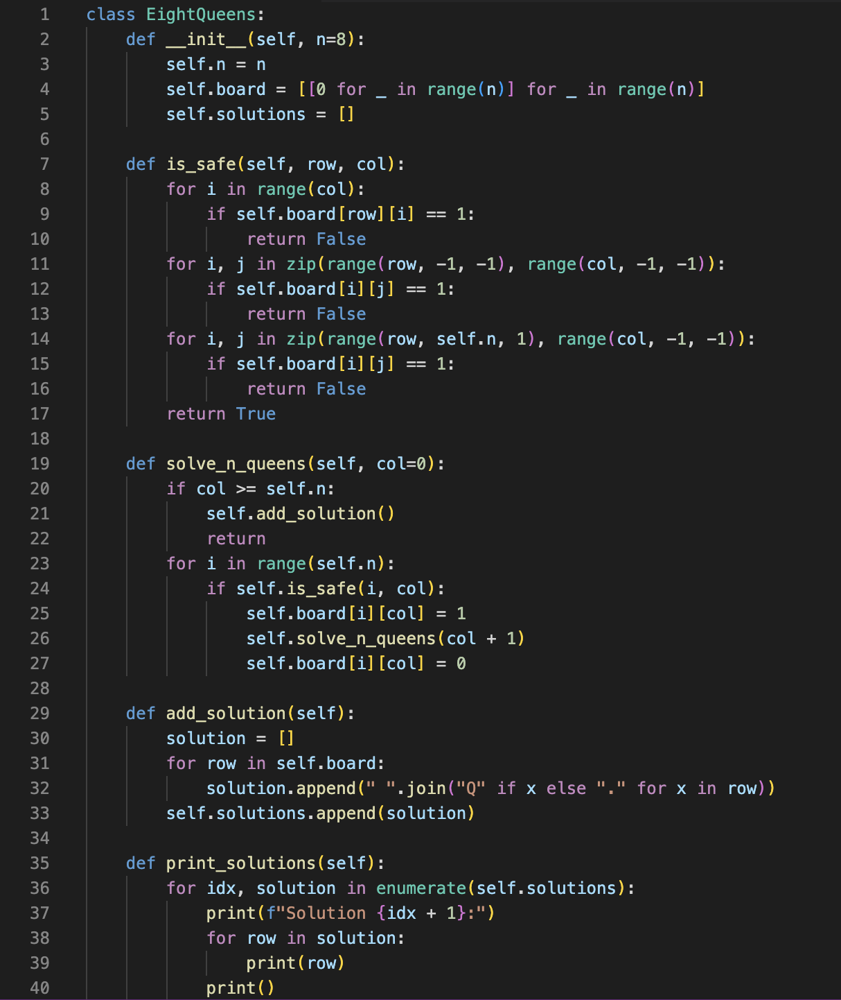 1 class EightQueens:
2     def __init__(self, n=8):
3         self.n = n
4         self.board = [[0 for _ in range(n)] for _ in range(n)]
5         self.solutions = []
6
7     def is_safe(self, row, col):
8         for i in range(col):
9             if self.board[row][i] == 1:
10                 return False
11         for i, j in zip(range(row, -1, -1), range(col, -1, -1)):
12             if self.board[i][j] == 1:
13                 return False
14         for i, j in zip(range(row, self.n, 1), range(col, -1, -1)):
15             if self.board[i][j] == 1:
16                 return False
17         return True
18
19     def solve_n_queens(self, col=0):
20         if col >= self.n:
21             self.add_solution()
22             return
23         for i in range(self.n):
24             if self.is_safe(i, col):
25                 self.board[i][col] = 1
26                 self.solve_n_queens(col + 1)
27                 self.board[i][col] = 0
28
29     def add_solution(self):
30         solution = []
31         for row in self.board:
32             solution.append(" ".join("Q" if x else "." for x in row))
33         self.solutions.append(solution)
34
35     def print_solutions(self):
36         for idx, solution in enumerate(self.solutions):
37             print(f"Solution {idx + 1}:")
38             for row in solution:
39                 print(row)
40             print()